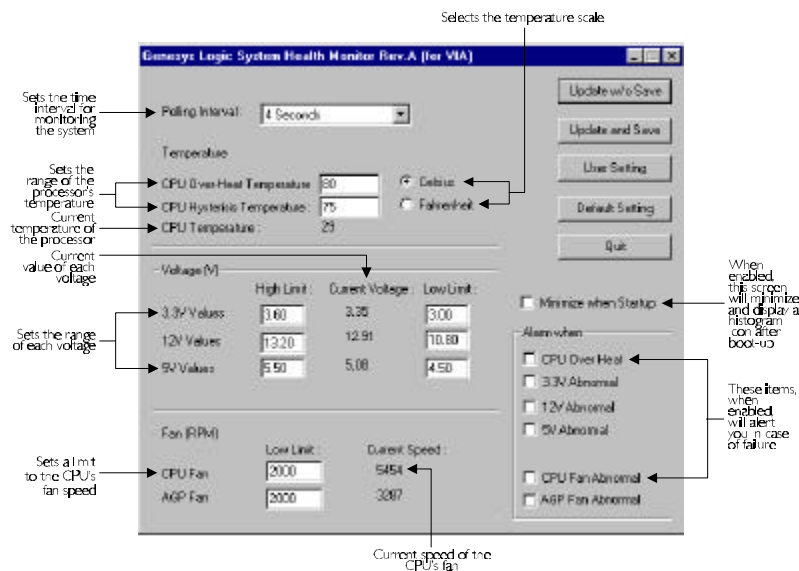 Selects the temperature scale
Genesys Logic System Health Monitor Rev.A (for VIA)
Sets the time
interval for
monitoring
the system
Polling Interval:
4 Seconds
Update w/o Save
Update and Save
User Setting
Default Setting
Quit
Temperature
Sets the
range of the
processor's
temperature
CPU Over-Heat Temperature
80
Celsius
CPU Hysterisis Temperature :
75
Fahrenheit
Current
temperature of
the processor
CPU Temperature :
29
Current
value of each
voltage
Voltage (V)
High Limit :
Current Voltage :
Low Limit :
3.3V Values
3.60
3.35
3.00
12V Values
13.20
12.91
10.80
5V Values
5.50
5.08
4.50
Sets the range
of each voltage
Minimize when Startup
When
enabled,
this screen
will minimize
and display a
histogram
icon after
boot-up
Alarm when
CPU Over Heat
3.3V Abnormal
12V Abnormal
5V Abnormal
CPU Fan Abnormal
AGP Fan Abnormal
These items,
when
enabled,
will alert
you in case
of failure
Fan (RPM)
Low Limit :
Current Speed :
Sets a limit
to the CPU's
fan speed
CPU Fan
2000
5454
AGP Fan
2000
3287
Current speed of the
CPU's fan